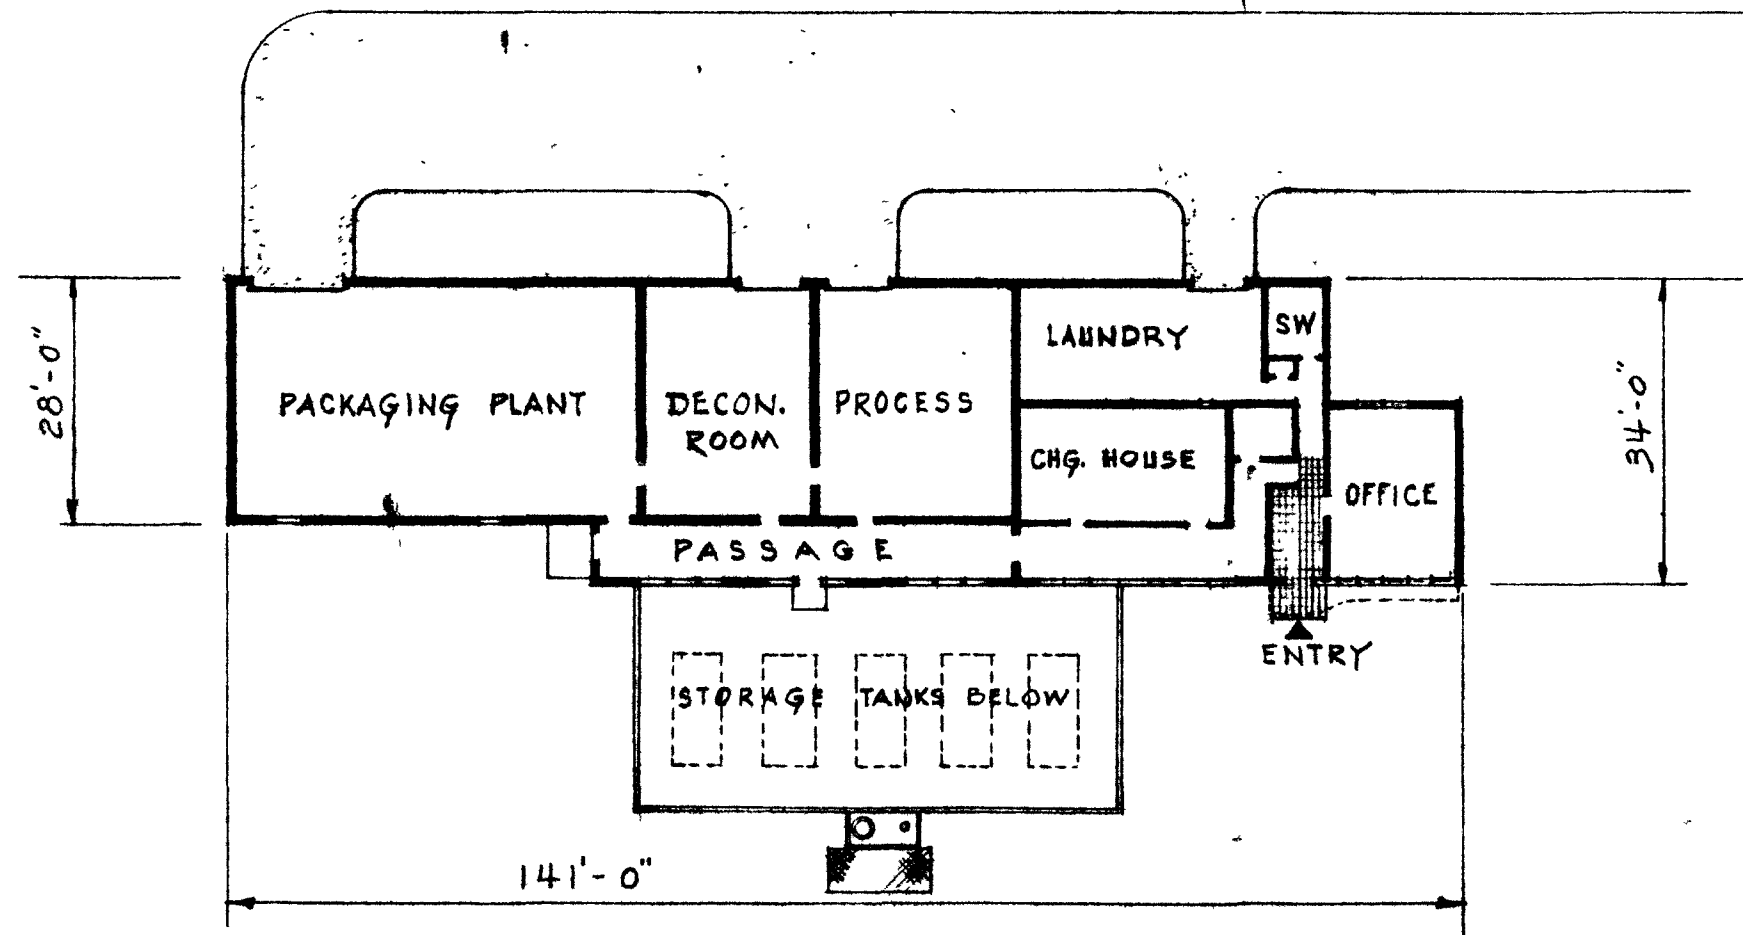 LAUNDRY
SW
28'-0"
PACKAGING PLANT
DECON.
ROOM
PROCESS
CHG. HOUSE
OFFICE
34'-0"
PASSAGE
ENTRY
STORAGE TANKS BELOW
141'-0"